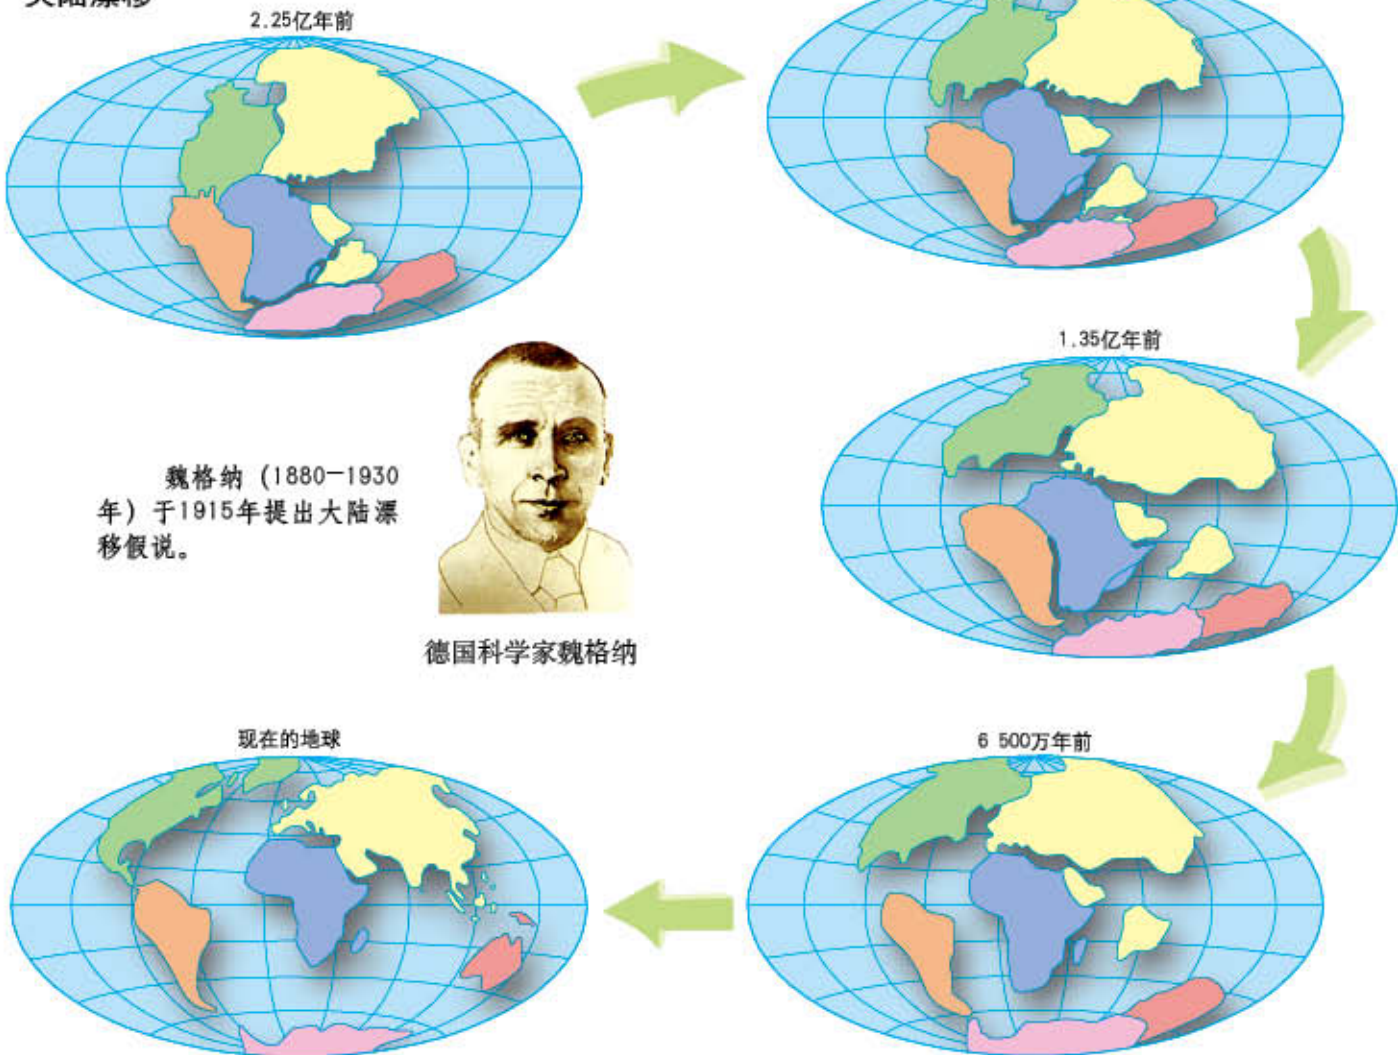 2.25亿年前
1.35亿年前
魏格纳（1880—1930
年）于1915年提出大陆漂
移假说。
德国科学家魏格纳
现在的地球
6 500万年前